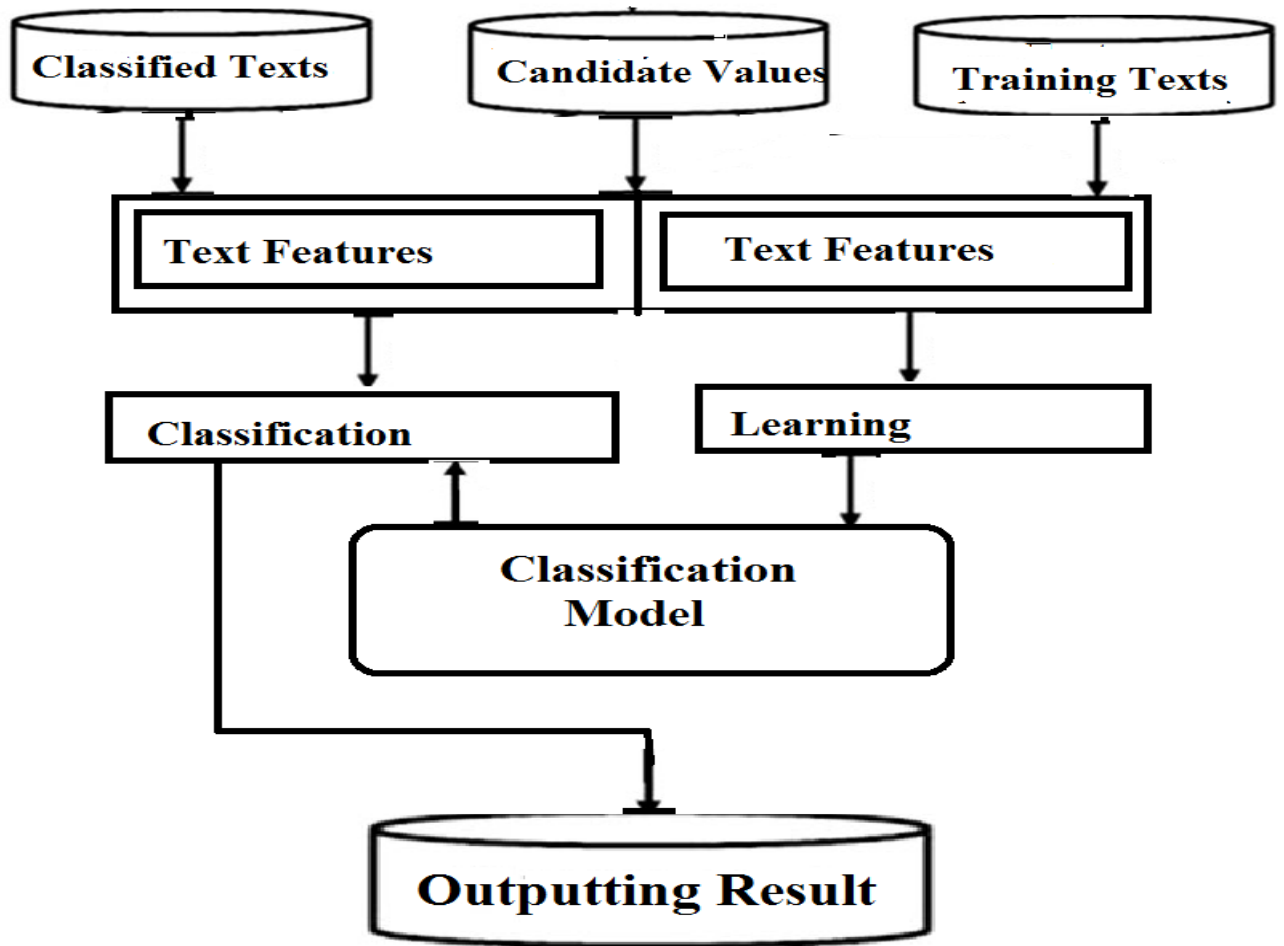 Classified Texts
Candidate Values
Training Texts
Text Features
Text Features
Classification
Learning
Classification
Model
Outputting Result